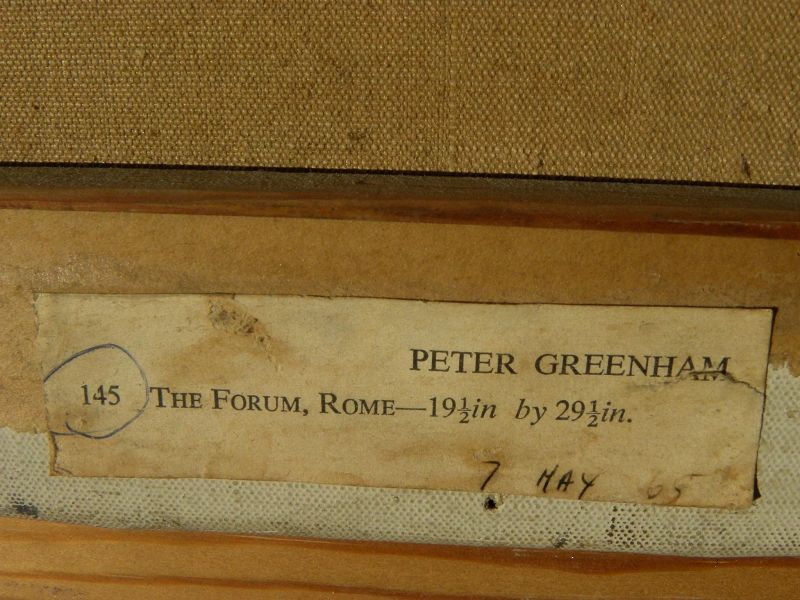 PETER GREENHAM
145 THE FORUM, ROME—19½in by 29½in.
7 MAY 65